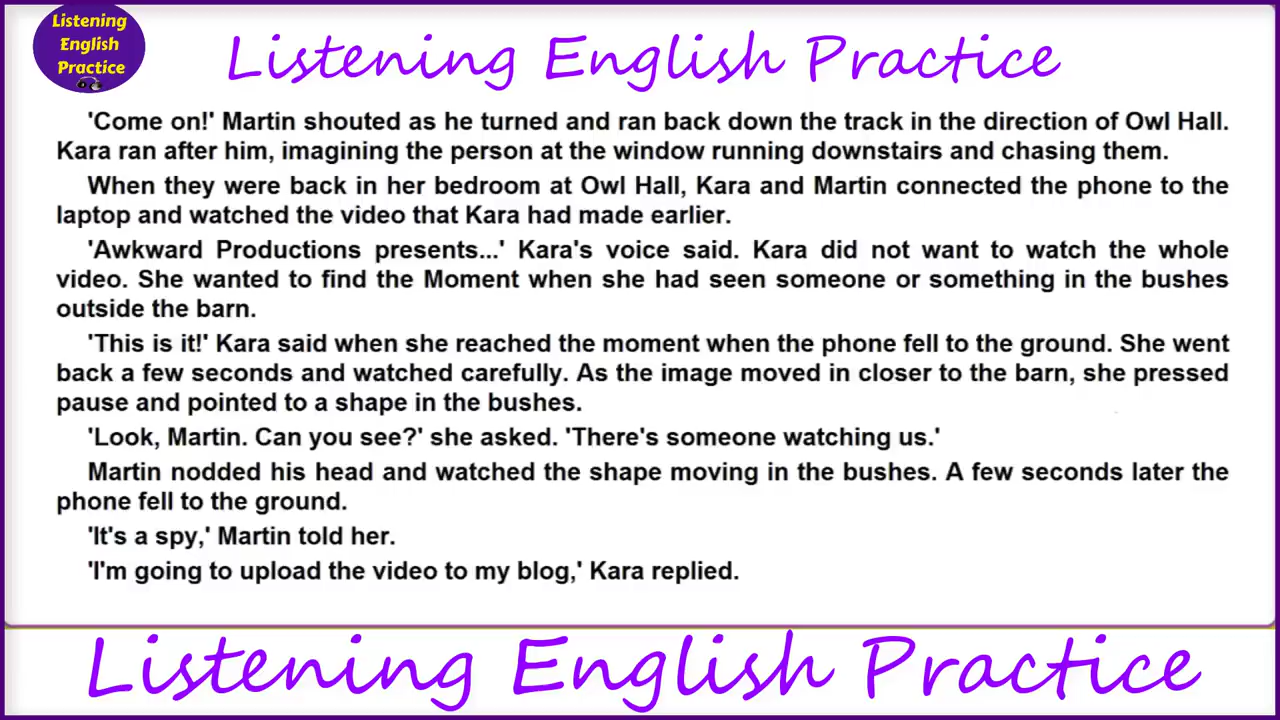 Listening
English
Practice
Listening English Practice
'Come on!' Martin shouted as he turned and ran back down the track in the direction of Owl Hall.
Kara ran after him, imagining the person at the window running downstairs and chasing them.
When they were back in her bedroom at Owl Hall, Kara and Martin connected the phone to the
laptop and watched the video that Kara had made earlier.
'Awkward Productions presents...' Kara's voice said. Kara did not want to watch the whole
video. She wanted to find the Moment when she had seen someone or something in the bushes
outside the barn.
'This is it!' Kara said when she reached the moment when the phone fell to the ground. She went
back a few seconds and watched carefully. As the image moved in closer to the barn, she pressed
pause and pointed to a shape in the bushes.
'Look, Martin. Can you see?' she asked. 'There's someone watching us.'
Martin nodded his head and watched the shape moving in the bushes. A few seconds later the
phone fell to the ground.
'It's a spy,' Martin told her.
'I'm going to upload the video to my blog,' Kara replied.
Listening English Practice